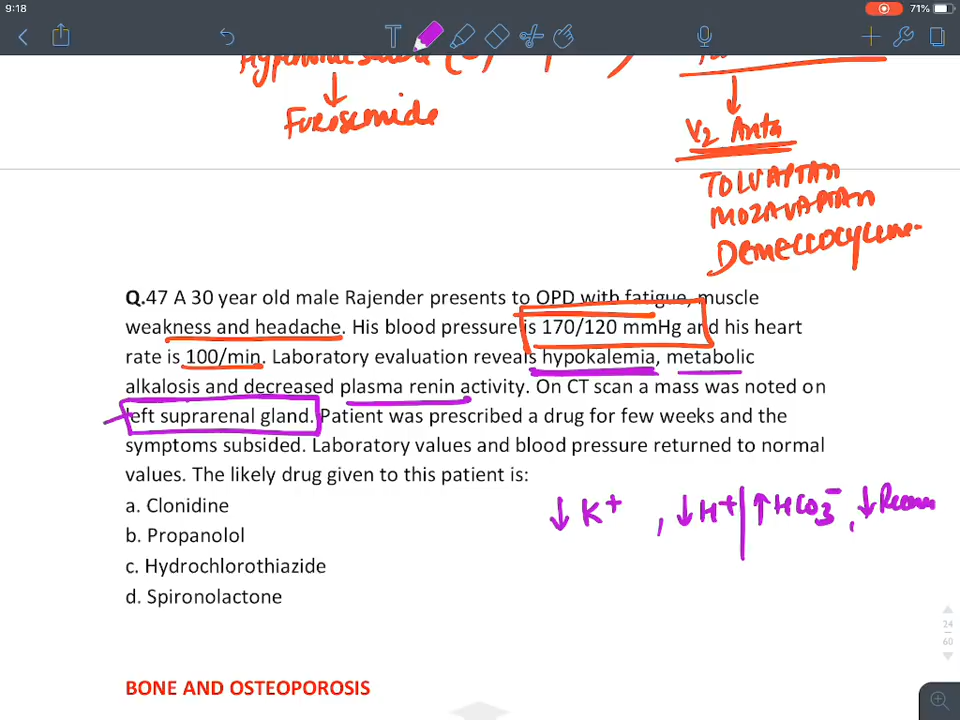 9:18
71%
T
Furosemide
V2 Anta
TOLVAPTAN
MOZAVAPTAN
Q.47 A 30 year old male Rajender presents to OPD with fatigue, muscle
weakness and headache. His blood pressure is 170/120 mmHg and his heart
rate is 100/min. Laboratory evaluation reveals hypokalemia, metabolic
alkalosis and decreased plasma renin activity. On CT scan a mass was noted on
left suprarenal gland. Patient was prescribed a drug for few weeks and the
symptoms subsided. Laboratory values and blood pressure returned to normal
values. The likely drug given to this patient is:
a. Clonidine
↓ K+ , ↓ H+ | ↑ HCO3- , ↓
b. Propanolol
c. Hydrochlorothiazide
d. Spironolactone
24
60
BONE AND OSTEOPOROSIS